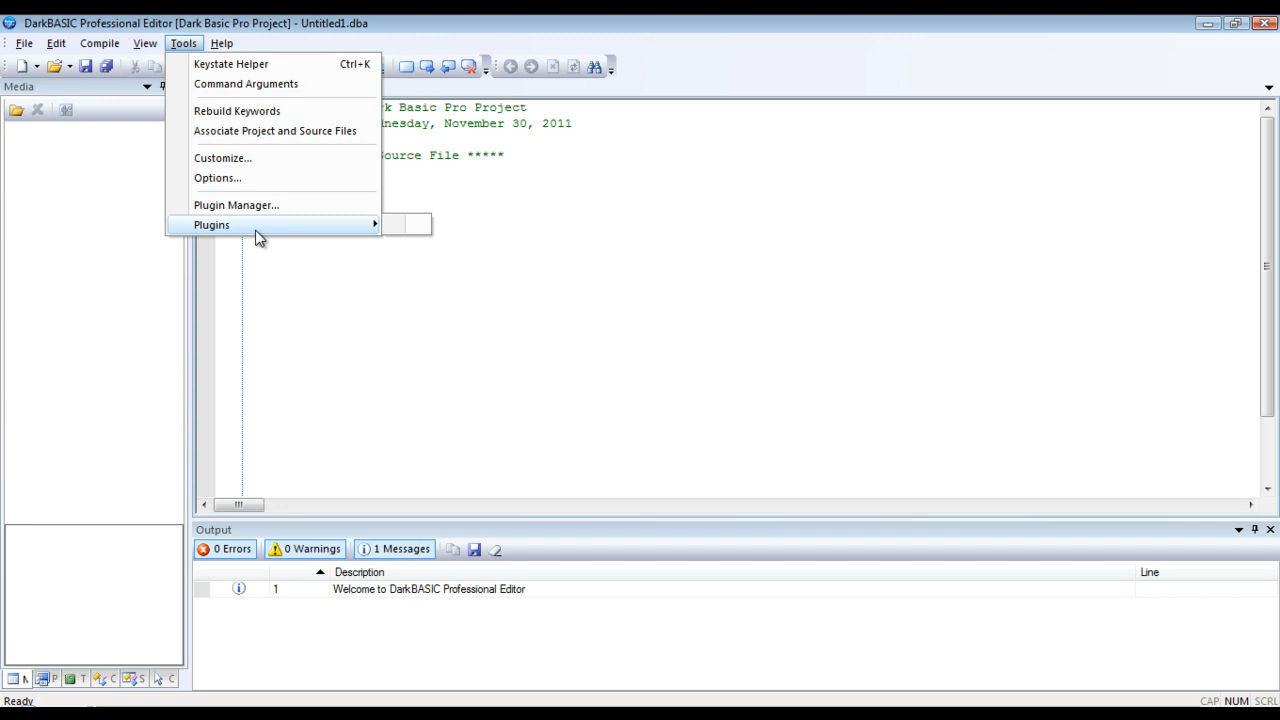 DarkBASIC Professional Editor [Dark Basic Pro Project] - Untitled1.dba
File Edit Compile View Tools Help
Keystate Helper Ctrl+K
Command Arguments
Rebuild Keywords
Associate Project and Source Files
Customize...
Options...
Plugin Manager...
Plugins
Media
k Basic Pro Project
nesday, November 30, 2011
Source File *****
Output
0 Errors 0 Warnings 1 Messages
Description Line
1 Welcome to DarkBASIC Professional Editor
P T C S C
Ready CAP NUM SCRL